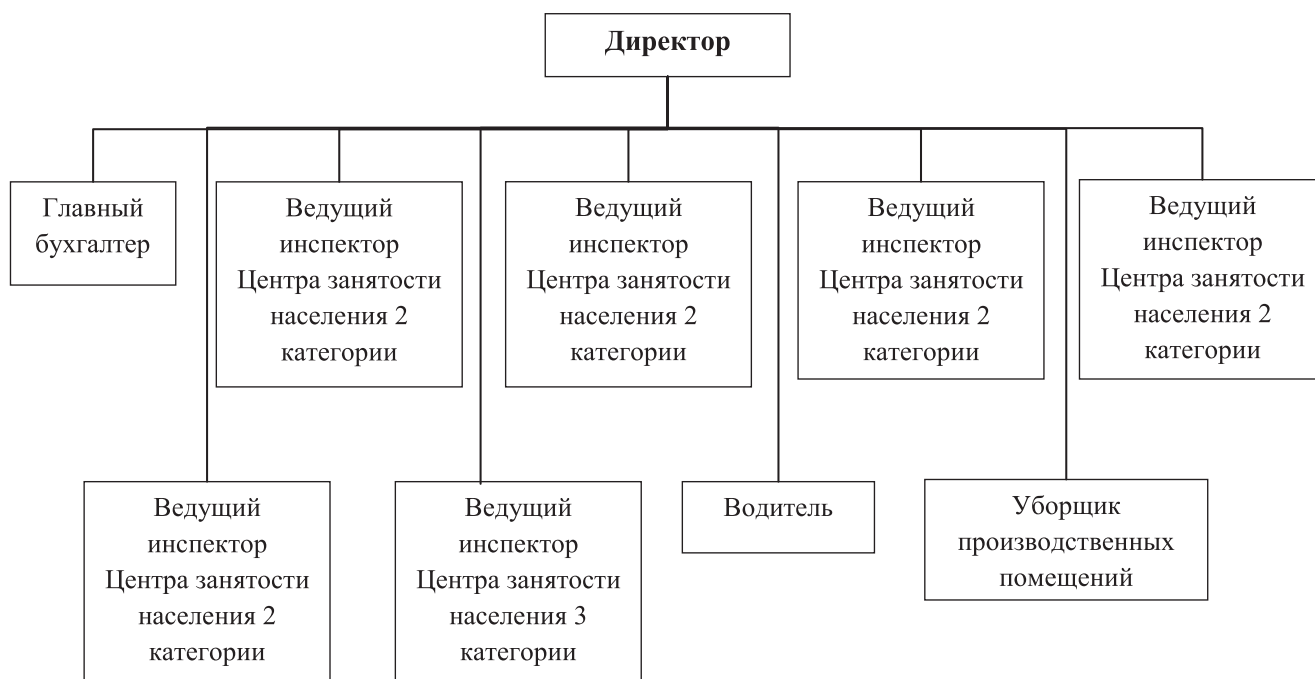 Директор
Главный
бухгалтер
Ведущий
инспектор
Центра занятости
населения 2
категории
Ведущий
инспектор
Центра занятости
населения 2
категории
Ведущий
инспектор
Центра занятости
населения 2
категории
Ведущий
инспектор
Центра занятости
населения 2
категории
Ведущий
инспектор
Центра занятости
населения 2
категории
Ведущий
инспектор
Центра занятости
населения 3
категории
Водитель
Уборщик
производственных
помещений